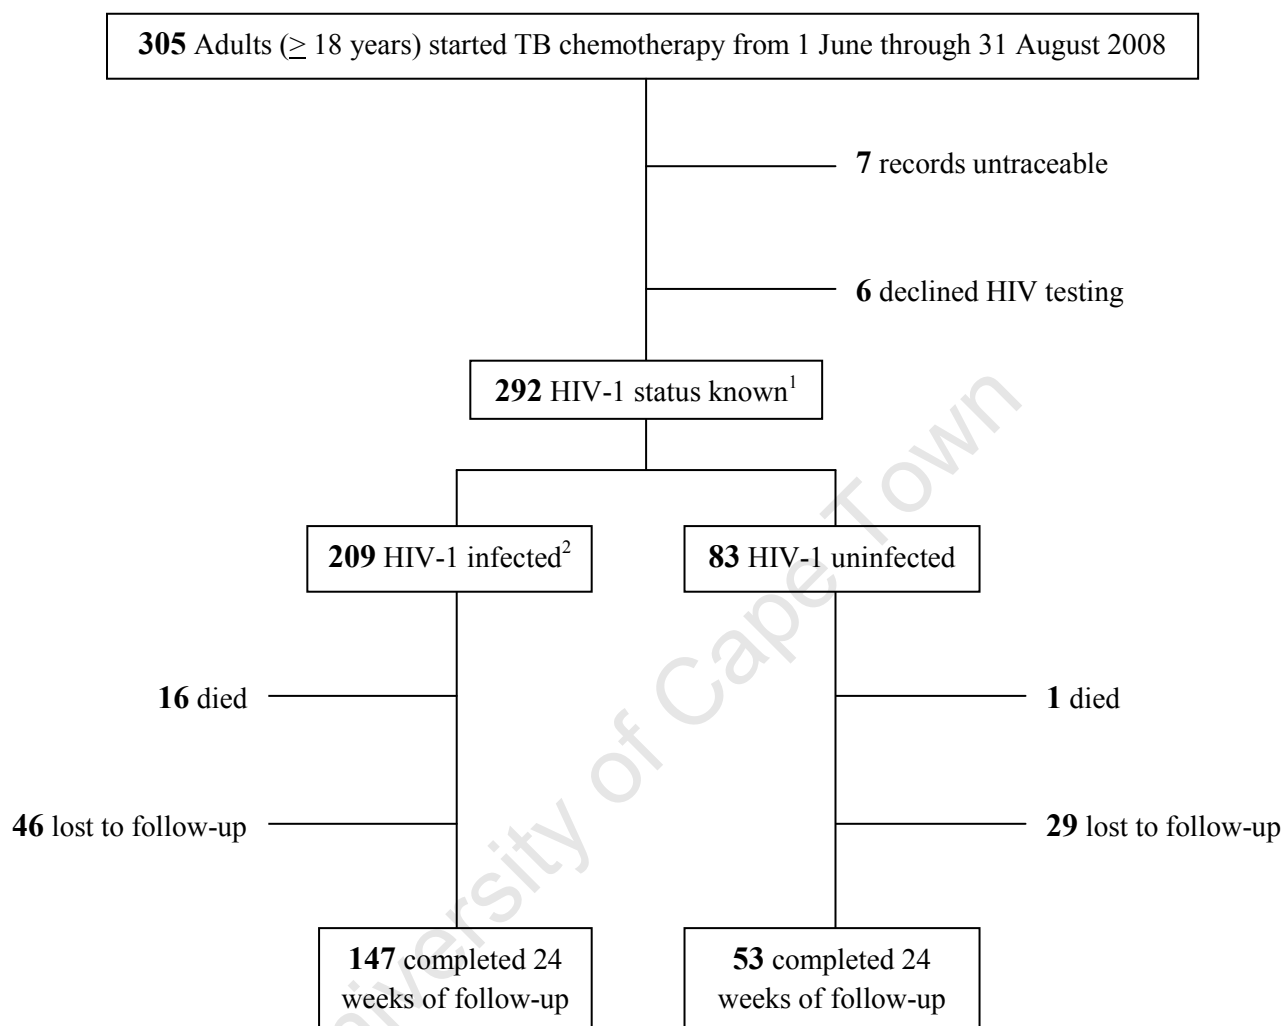 305 Adults (≥ 18 years) started TB chemotherapy from 1 June through 31 August 2008
7 records untraceable
6 declined HIV testing
292 HIV-1 status known1
209 HIV-1 infected2
83 HIV-1 uninfected
16 died
1 died
46 lost to follow-up
29 lost to follow-up
147 completed 24
weeks of follow-up
53 completed 24
weeks of follow-up
University of Cape Town